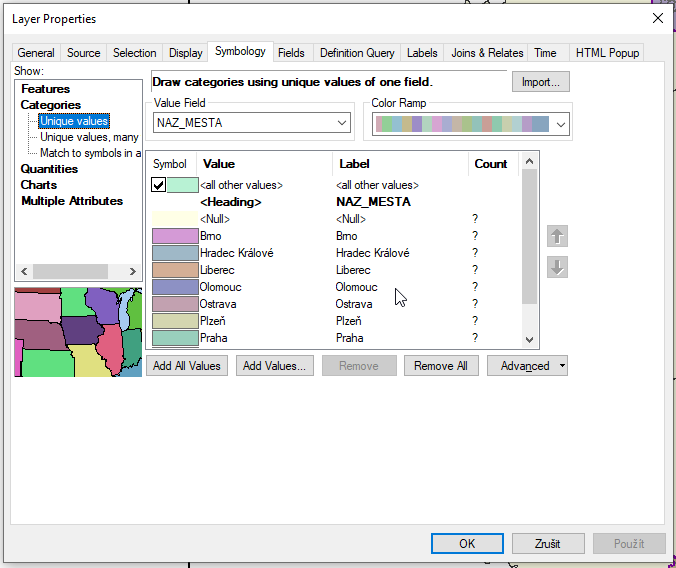 Layer Properties
General Source Selection Display Symbology Fields Definition Query Labels Joins & Relates Time HTML Popup
Show:
Features
Categories
Unique values
Unique values, many
Match to symbols in a
Quantities
Charts
Multiple Attributes
Draw categories using unique values of one field.
Import...
Value Field
NAZ_MESTA
Color Ramp
Symbol Value Label Count
<all other values> <all other values>
<Heading> NAZ_MESTA
<Null> <Null> ?
Brno Brno ?
Hradec Králové Hradec Králové ?
Liberec Liberec ?
Olomouc Olomouc ?
Ostrava Ostrava ?
Plzeň Plzeň ?
Praha Praha ?
Add All Values Add Values... Remove Remove All Advanced
OK Zrušit Použít